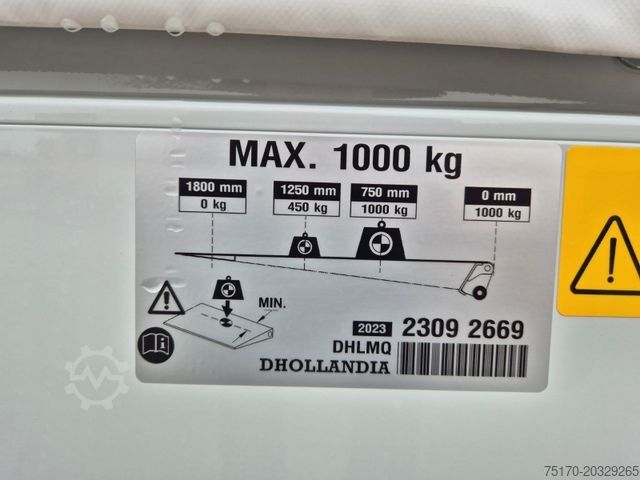 MAX. 1000 kg
1800 mm 1250 mm 750 mm 0 mm
0 kg 450 kg 1000 kg 1000 kg
MIN.
2023 2309 2669
DHLMQ
DHOLLANDIA
75170-20329265